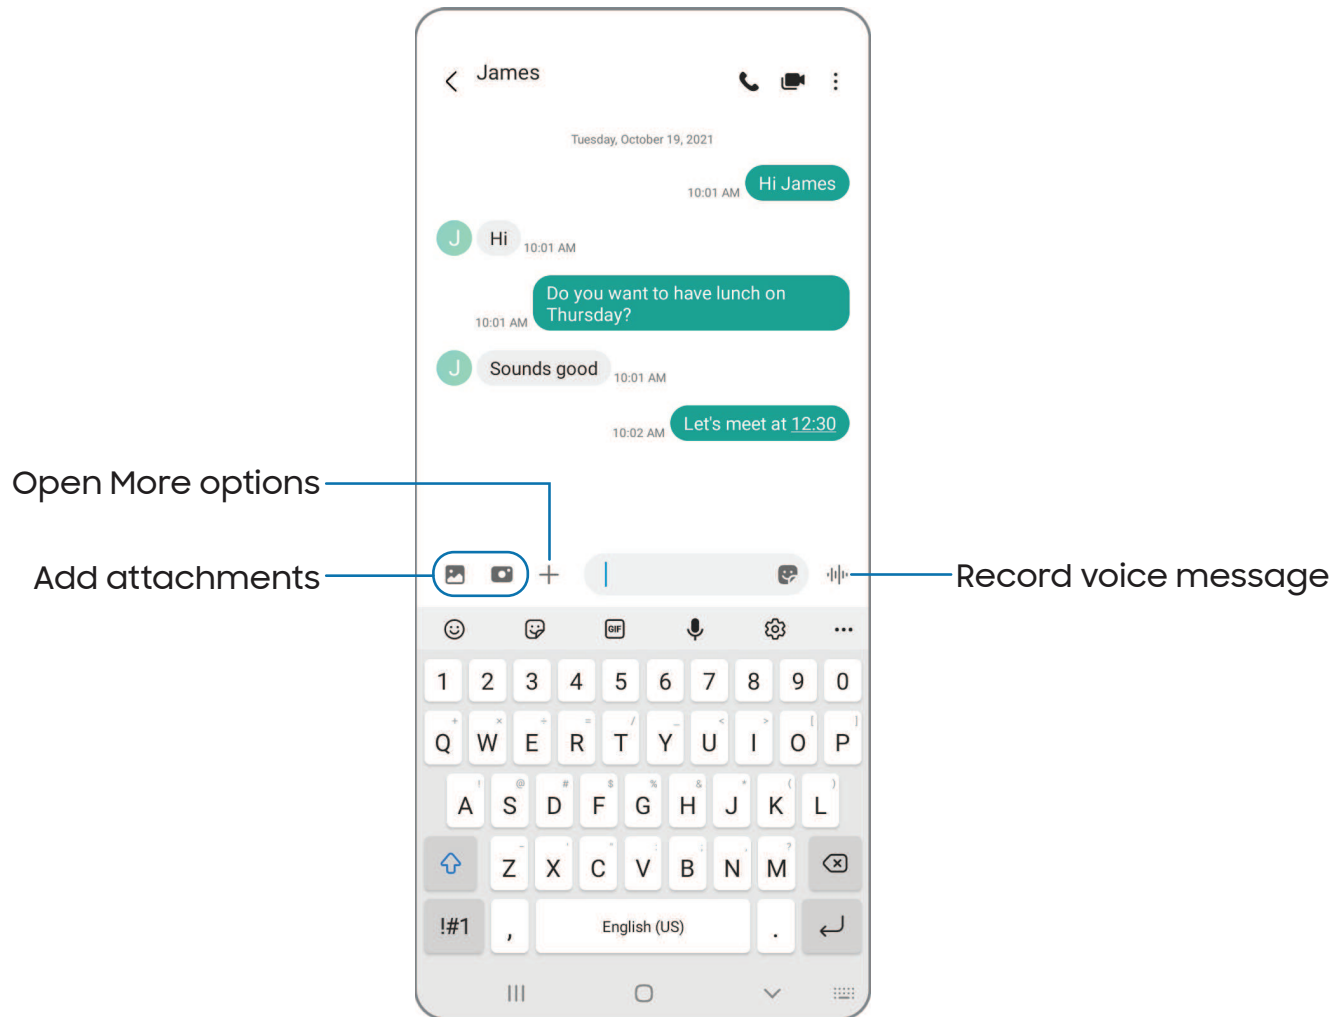 James
Tuesday, October 19, 2021
10:01 AM Hi James
J Hi 10:01 AM
Do you want to have lunch on
Thursday?
10:01 AM
J Sounds good 10:01 AM
10:02 AM Let's meet at 12:30
Open More options
Add attachments
Record voice message
GIF
1 2 3 4 5 6 7 8 9 0
+ × ÷ = / _ < > [ ]
Q W E R T Y U I O P
! @ # $ % & * ( )
A S D F G H J K L
- ' " : ; , ?
Z X C V B N M
!#1 , English (US) .